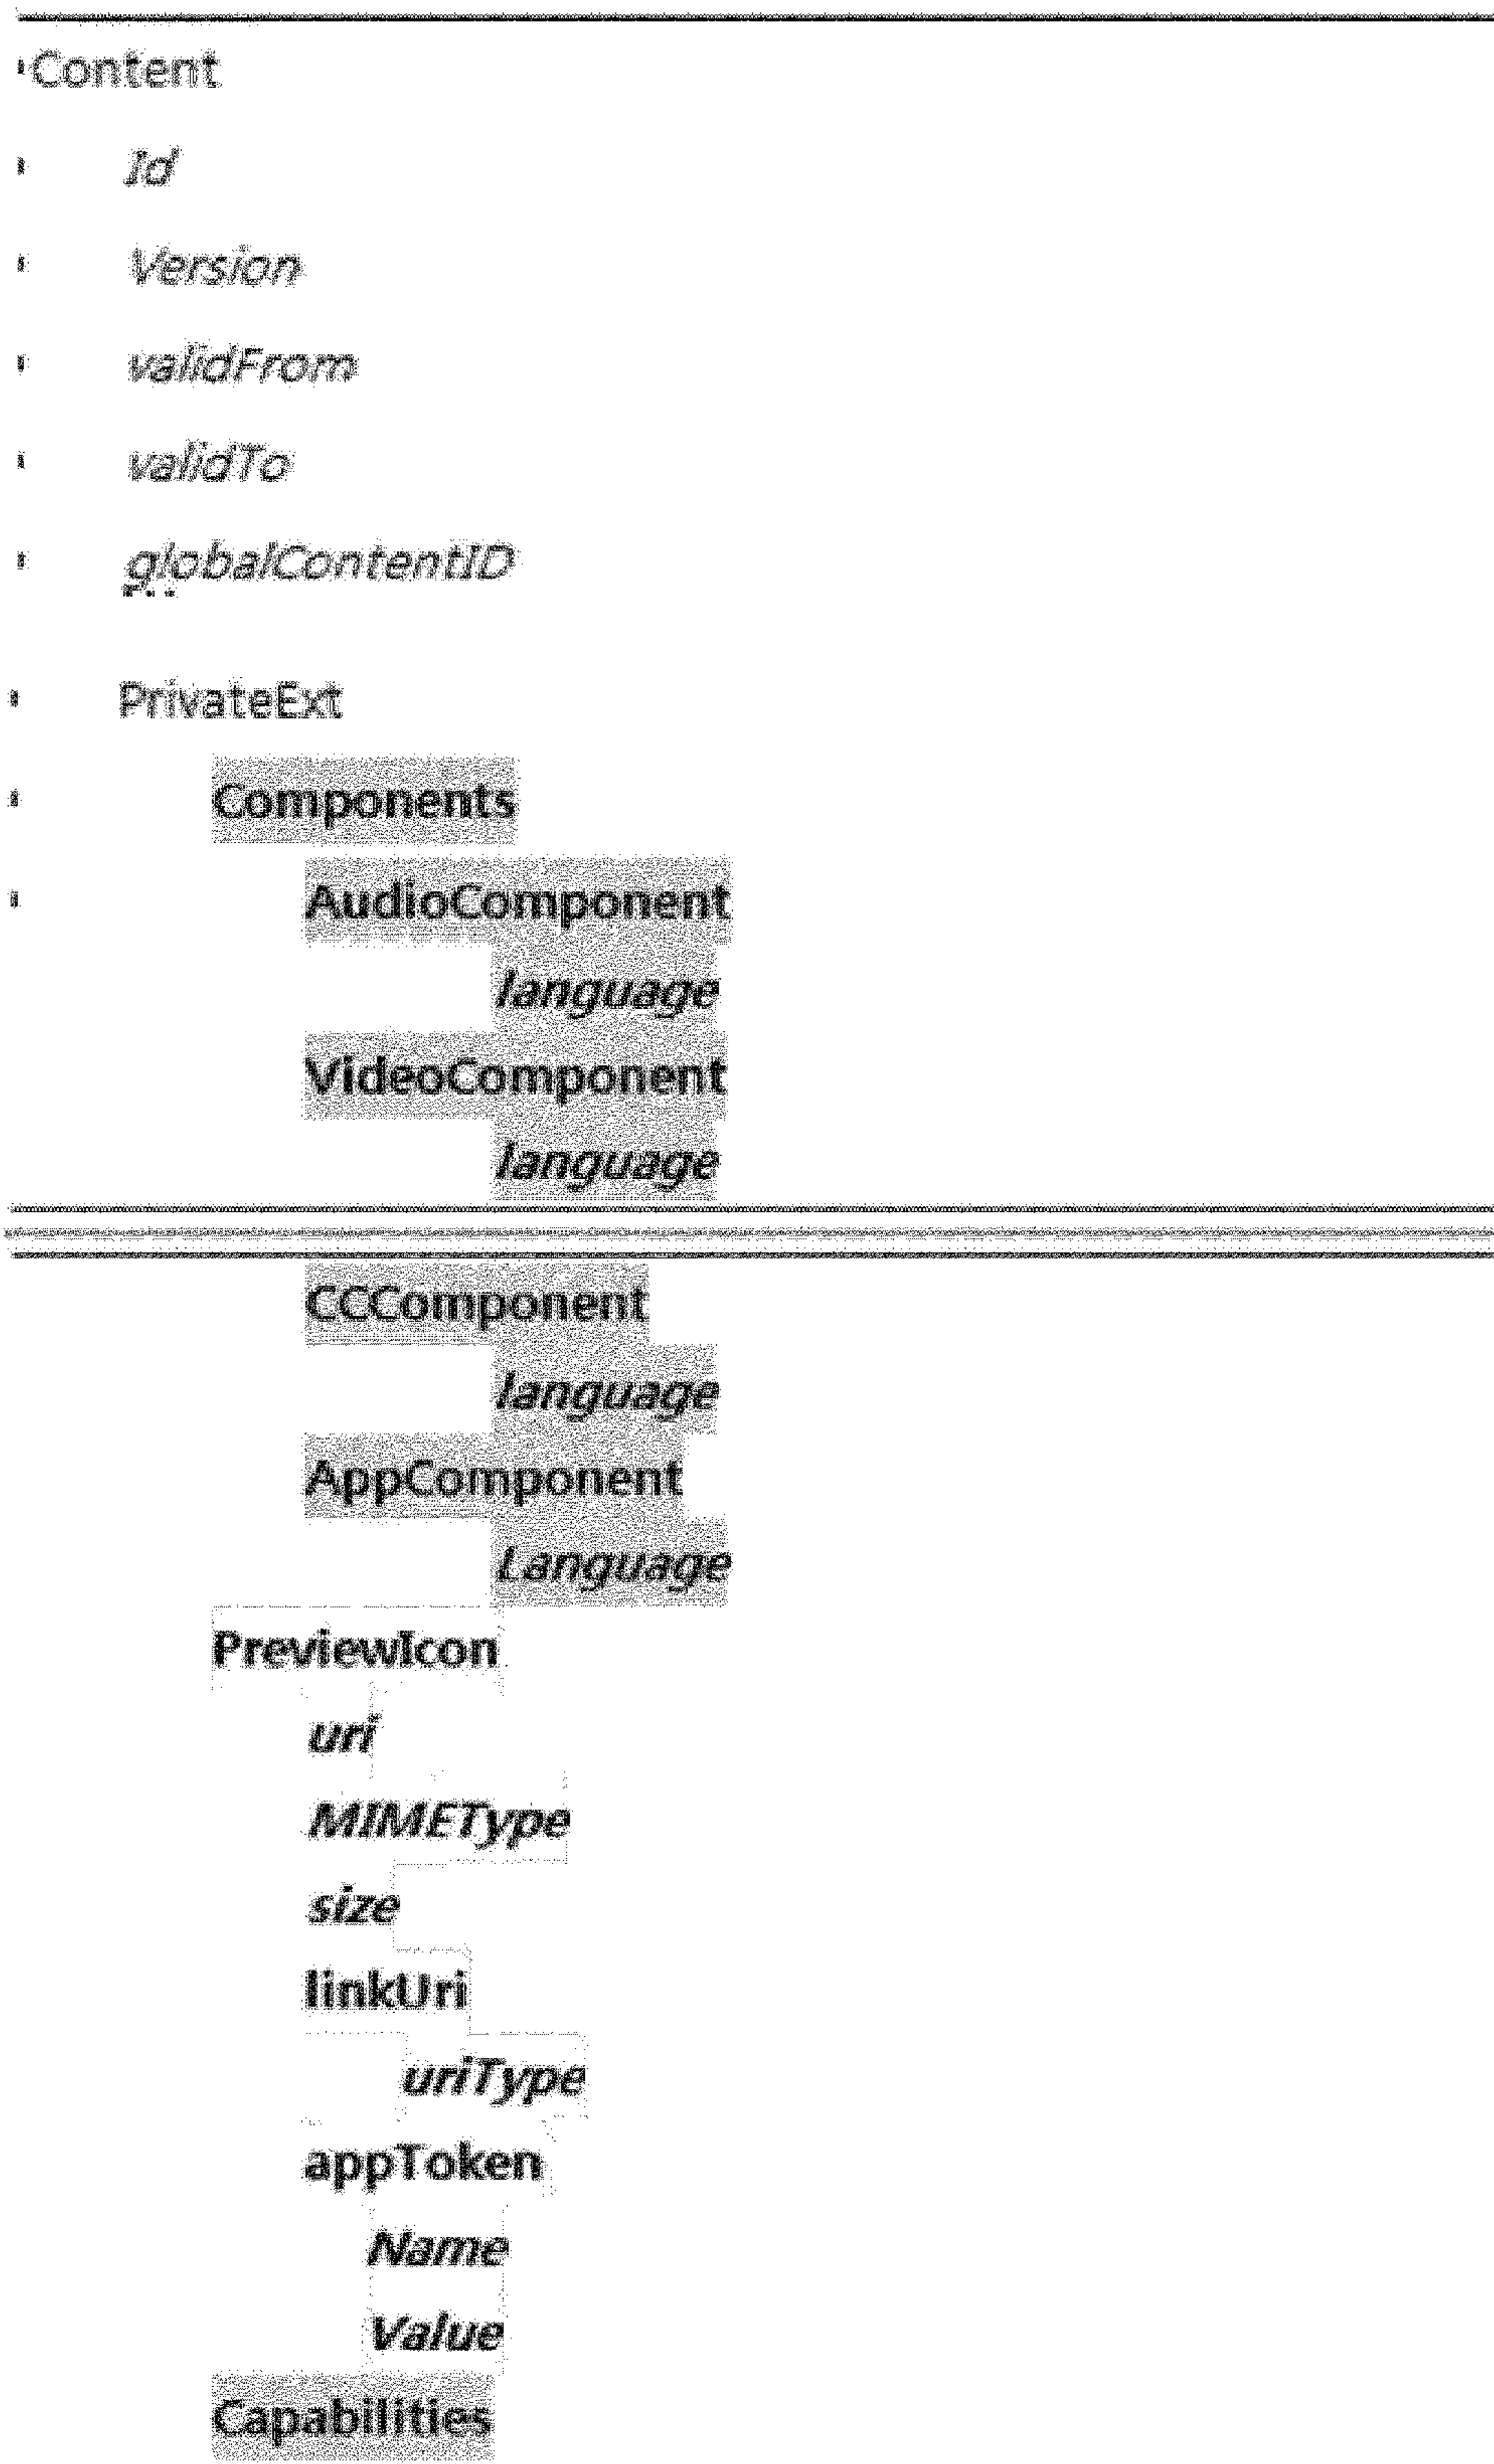 Content
Id
Version
validFrom
validTo
globalContentID
...
PrivateExt
Components
AudioComponent
language
VideoComponent
language
CCComponent
language
AppComponent
Language
PreviewIcon
uri
MIMEType
size
linkUri
uriType
appToken
Name
Value
Capabilities